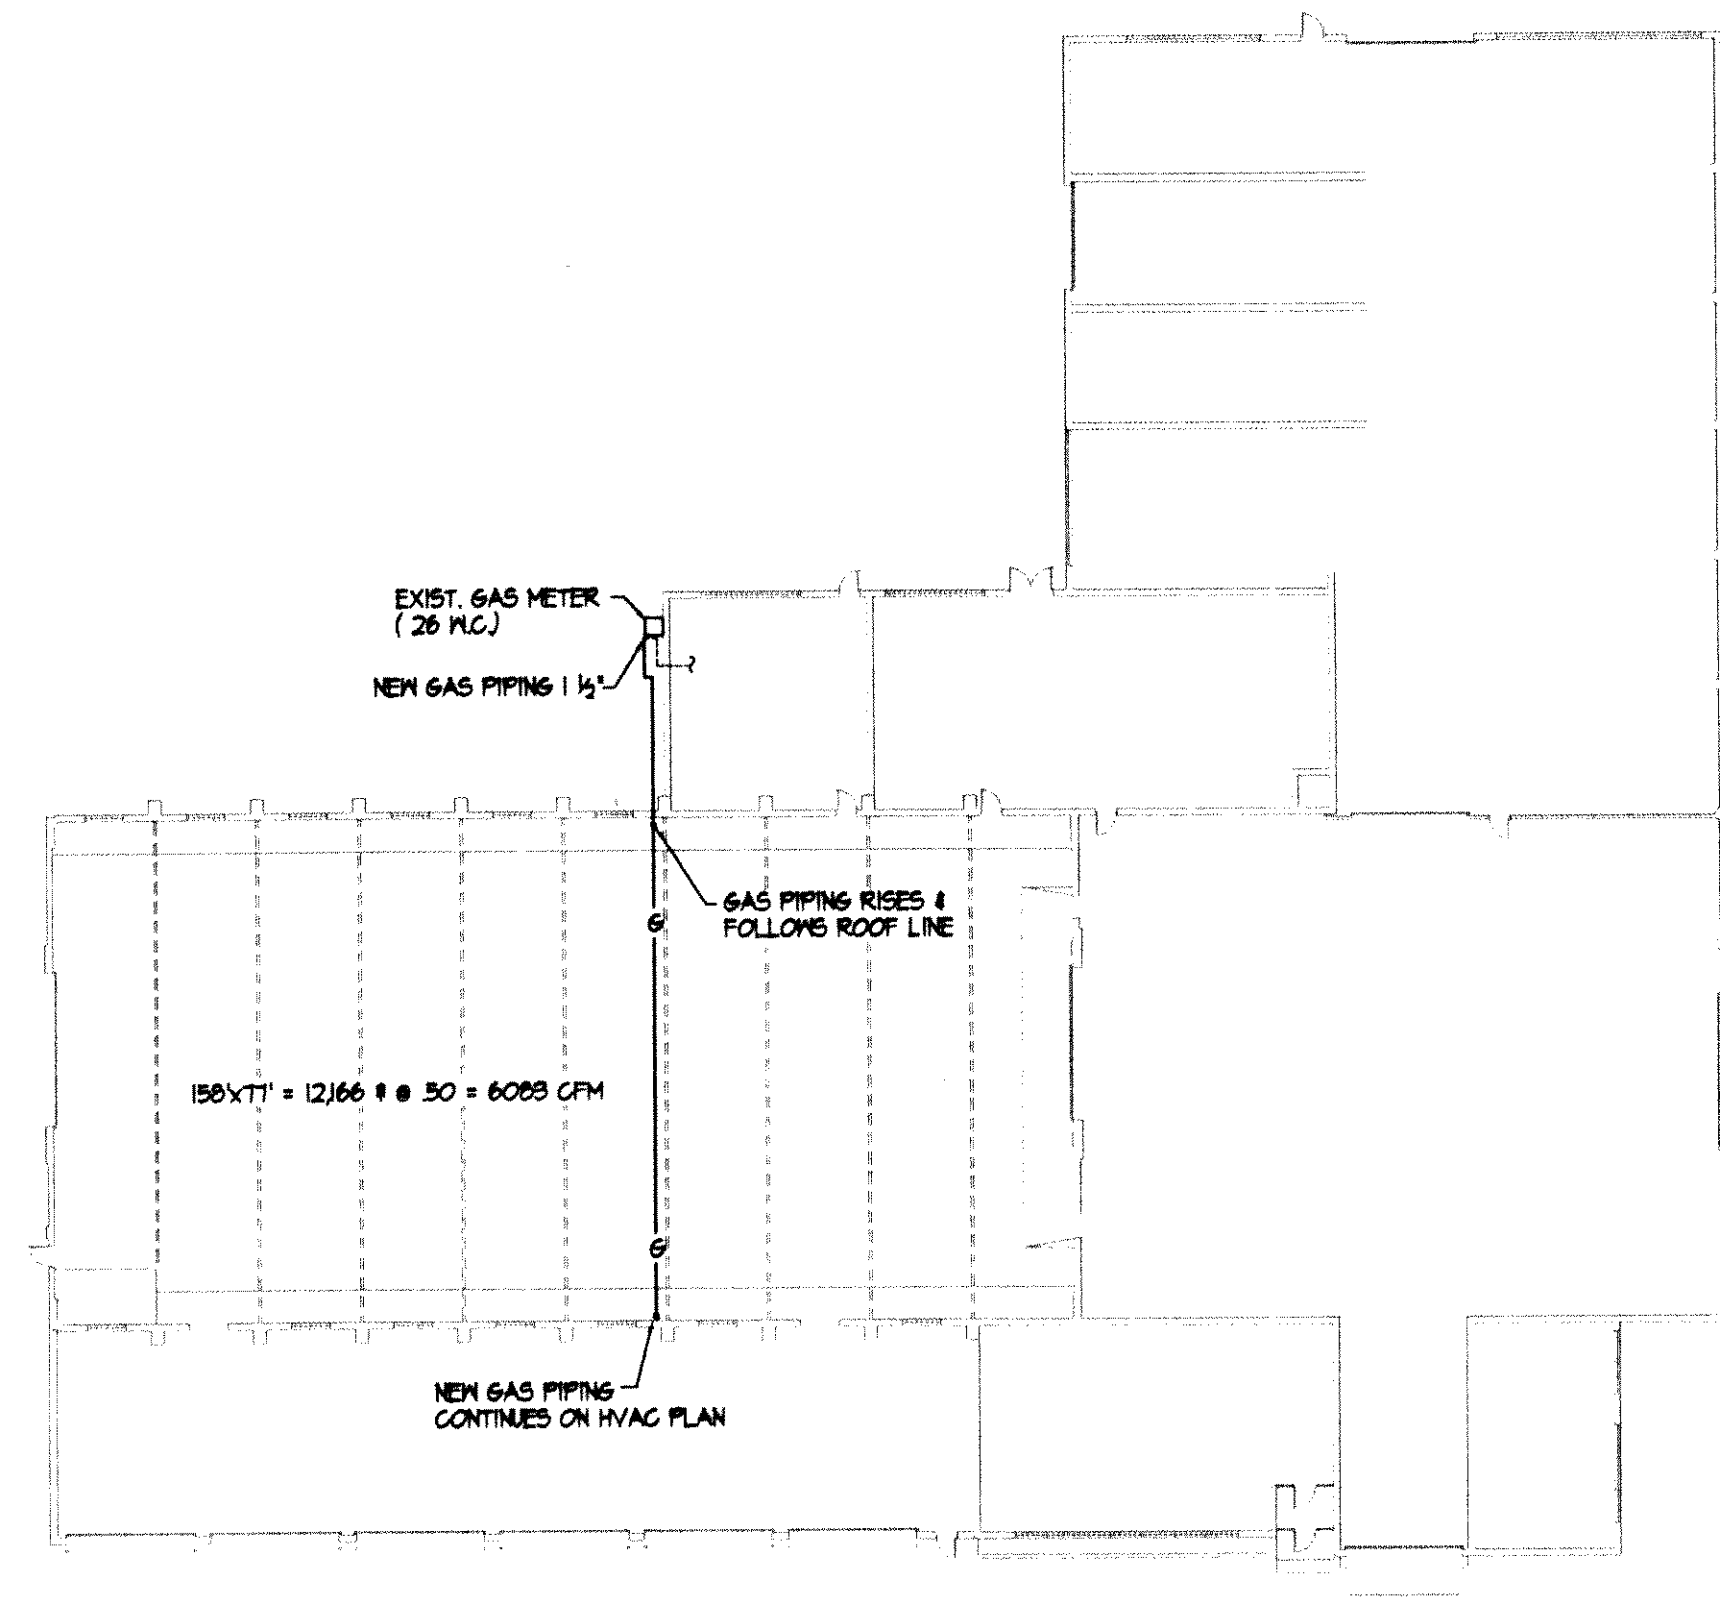 EXIST. GAS METER
( 26 W.C.)
NEW GAS PIPING 1 ½"
GAS PIPING RISES &
FOLLOWS ROOF LINE
G
158'x77' = 12,166 # @ .50 = 6083 CFM
G
NEW GAS PIPING
CONTINUES ON HVAC PLAN